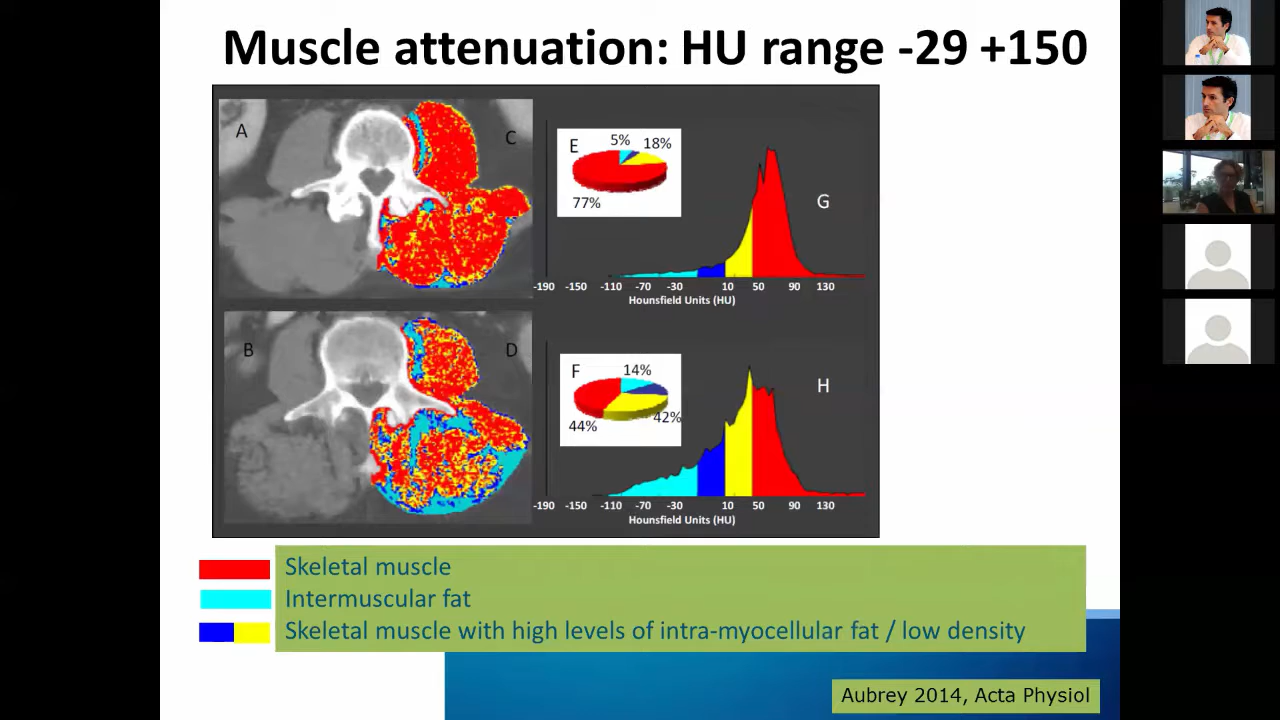 Muscle attenuation: HU range -29 +150
A
C
E
5%
18%
77%
G
-190 -150 -110 -70 -30 10 50 90 130
Hounsfield Units (HU)
B
D
F
14%
42%
44%
H
-190 -150 -110 -70 -30 10 50 90 130
Hounsfield Units (HU)
Skeletal muscle
Intermuscular fat
Skeletal muscle with high levels of intra-myocellular fat / low density
Aubrey 2014, Acta Physiol